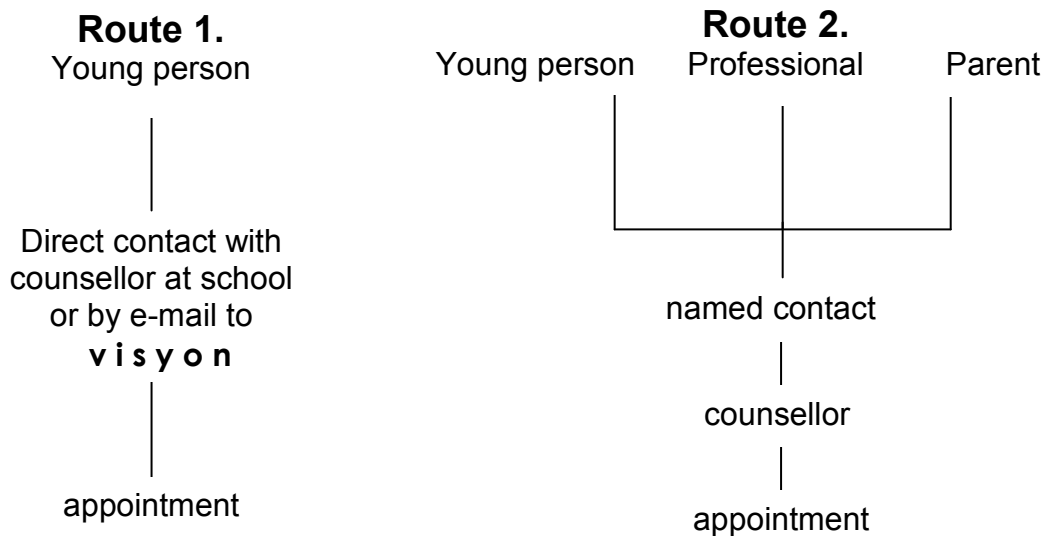 Route 1.
Young person
Direct contact with
counsellor at school
or by e-mail to
visyon
appointment
Route 2.
Young person Professional Parent
named contact
counsellor
appointment